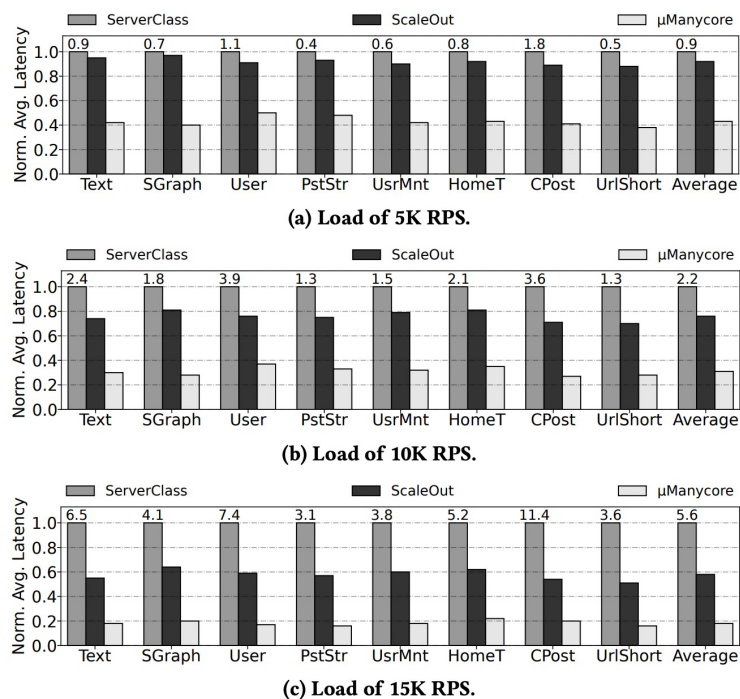 ServerClass ScaleOut μManycore
0.9 0.7 1.1 0.4 0.6 0.8 1.8 0.5 0.9
1.0
0.8
0.6
0.4
0.2
0.0
Norm. Avg. Latency
Text SGraph User PstStr UsrMnt HomeT CPost UrlShort Average
(a) Load of 5K RPS.
ServerClass ScaleOut μManycore
2.4 1.8 3.9 1.3 1.5 2.1 3.6 1.3 2.2
1.0
0.8
0.6
0.4
0.2
0.0
Norm. Avg. Latency
Text SGraph User PstStr UsrMnt HomeT CPost UrlShort Average
(b) Load of 10K RPS.
ServerClass ScaleOut μManycore
6.5 4.1 7.4 3.1 3.8 5.2 11.4 3.6 5.6
1.0
0.8
0.6
0.4
0.2
0.0
Norm. Avg. Latency
Text SGraph User PstStr UsrMnt HomeT CPost UrlShort Average
(c) Load of 15K RPS.